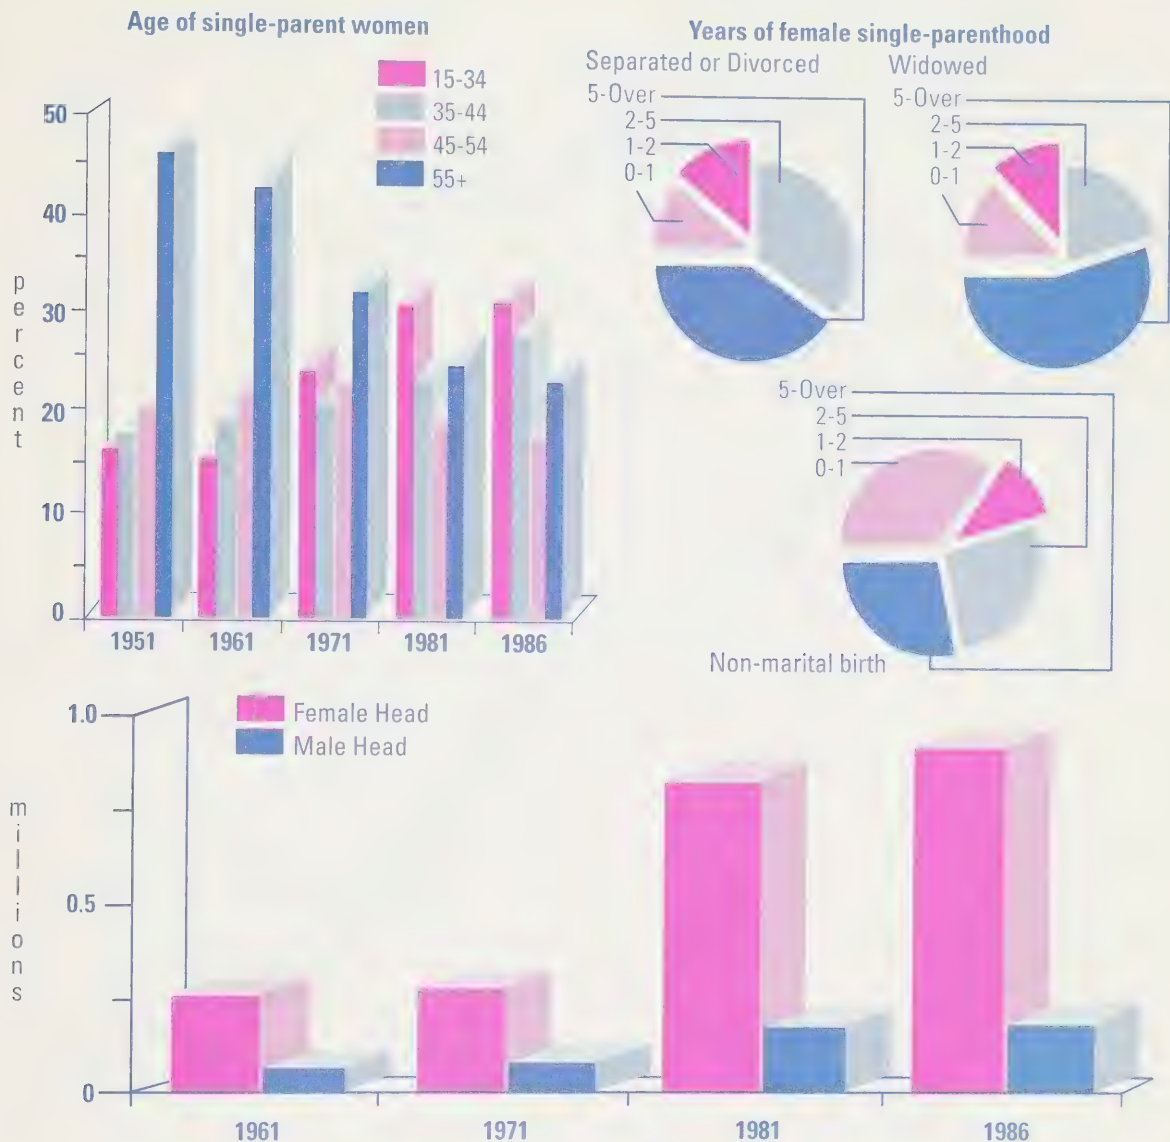 Age of single-parent women
15-34
35-44
45-54
55+
percent
50
40
30
20
10
0
1951 1961 1971 1981 1986
Years of female single-parenthood
Separated or Divorced
5-Over
2-5
1-2
0-1
Widowed
5-Over
2-5
1-2
0-1
5-Over
2-5
1-2
0-1
Non-marital birth
Female Head
Male Head
millions
1.0
0.5
0
1961 1971 1981 1986